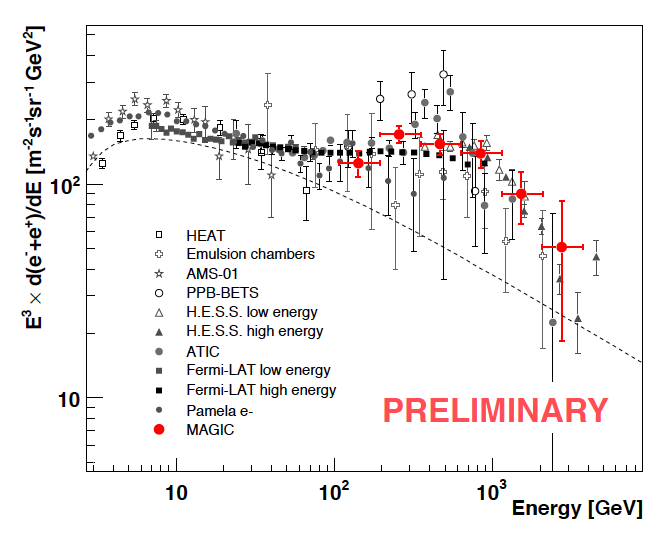 E³ × d(e⁻+e⁺)/dE [m⁻²s⁻¹sr⁻¹ GeV²]
10²
HEAT
Emulsion chambers
AMS-01
PPB-BETS
H.E.S.S. low energy
H.E.S.S. high energy
ATIC
Fermi-LAT low energy
Fermi-LAT high energy
Pamela e-
MAGIC
10
PRELIMINARY
10
10²
10³
Energy [GeV]